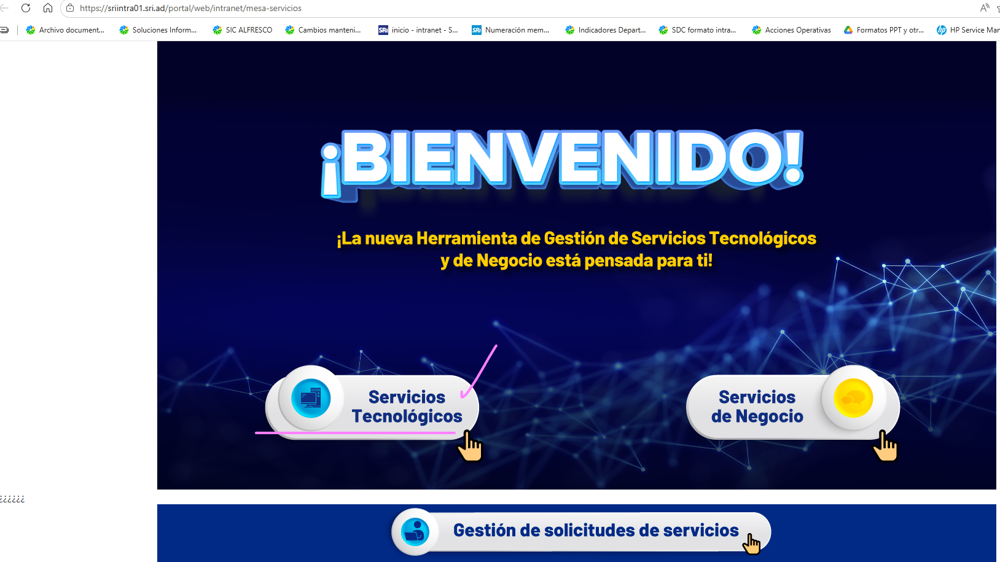 https://sriintra01.sri.ad/portal/web/intranet/mesa-servicios
Archivo document...
Soluciones Inform...
SIC ALFRESCO
Cambios manteni...
SRi inicio - intranet - S...
SRi Numeración mem...
Indicadores Depart...
SDC formato intra...
Acciones Operativas
Formatos PPT y otr...
hp HP Service Mar
¡BIENVENIDO!
¡La nueva Herramienta de Gestión de Servicios Tecnológicos
y de Negocio está pensada para ti!
Servicios
Tecnológicos
Servicios
de Negocio
¿¿¿¿¿¿
Gestión de solicitudes de servicios